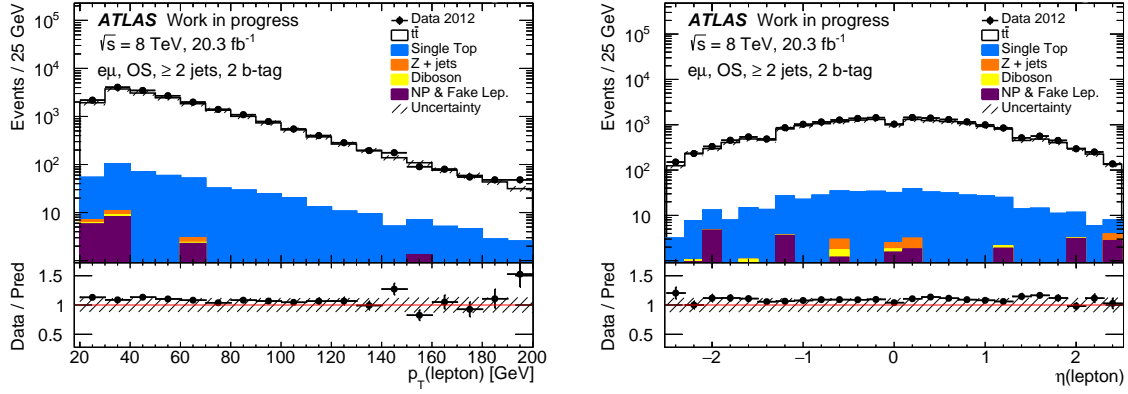 ATLAS Work in progress
√s = 8 TeV, 20.3 fb⁻¹
eμ, OS, ≥ 2 jets, 2 b-tag
Data 2012
tt̄
Single Top
Z + jets
Diboson
NP & Fake Lep.
Uncertainty
Events / 25 GeV
10⁵
10⁴
10³
10²
10
Data / Pred
1.5
1
0.5
20 40 60 80 100 120 140 160 180 200
p_T(lepton) [GeV]
ATLAS Work in progress
√s = 8 TeV, 20.3 fb⁻¹
eμ, OS, ≥ 2 jets, 2 b-tag
Data 2012
tt̄
Single Top
Z + jets
Diboson
NP & Fake Lep.
Uncertainty
Events / 25 GeV
10⁵
10⁴
10³
10²
10
Data / Pred
1.5
1
0.5
−2 −1 0 1 2
η(lepton)